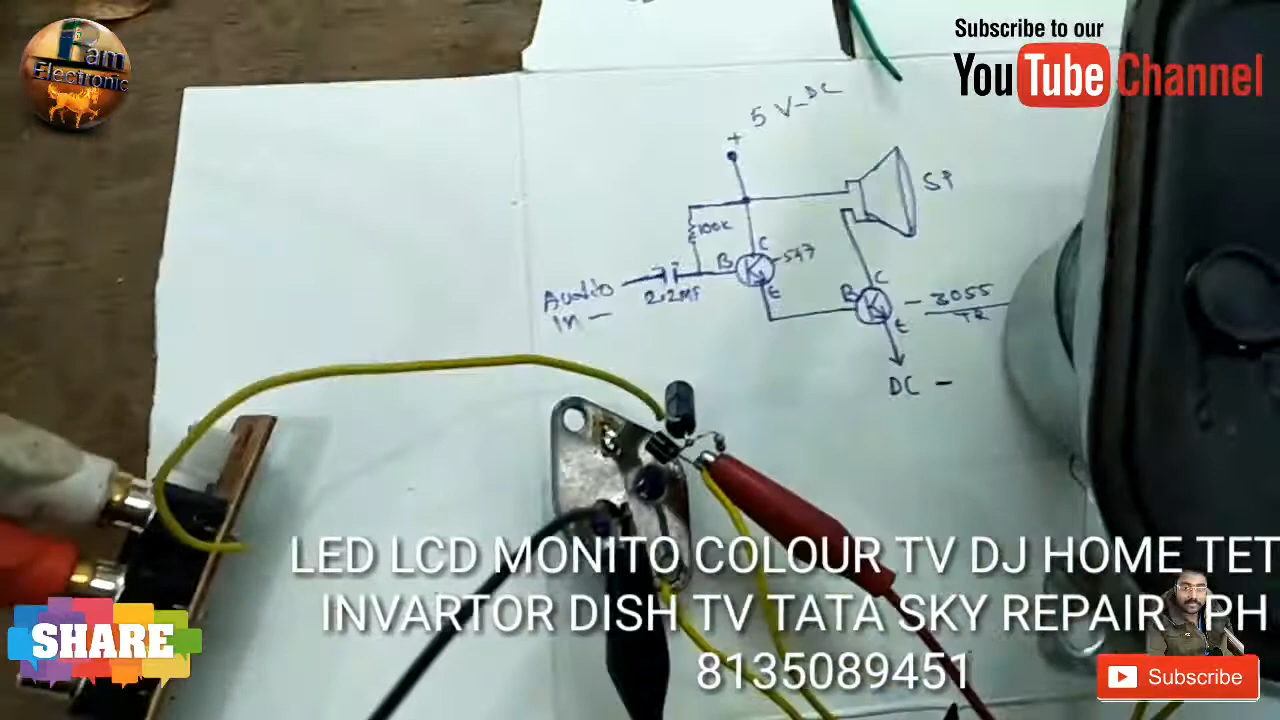 Ram
Electronic
Subscribe to our
YouTube Channel
+ 5 V-DC
SP
100K
C
B
547
E
Audio
in -
2.2MF
C
B
E
- 3055
TR
DC -
LED LCD MONITO COLOUR TV DJ HOME TET
INVARTOR DISH TV TATA SKY REPAIR PH
8135089451
SHARE
Subscribe